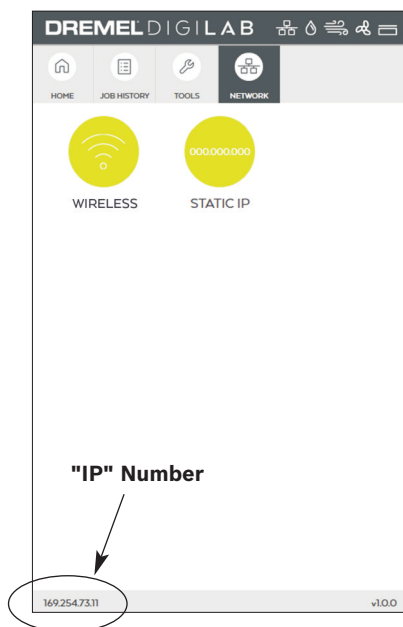 DREMEL DIGILAB
HOME JOB HISTORY TOOLS NETWORK
000.000.000
WIRELESS STATIC IP
"IP" Number
169.254.73.11 v1.0.0